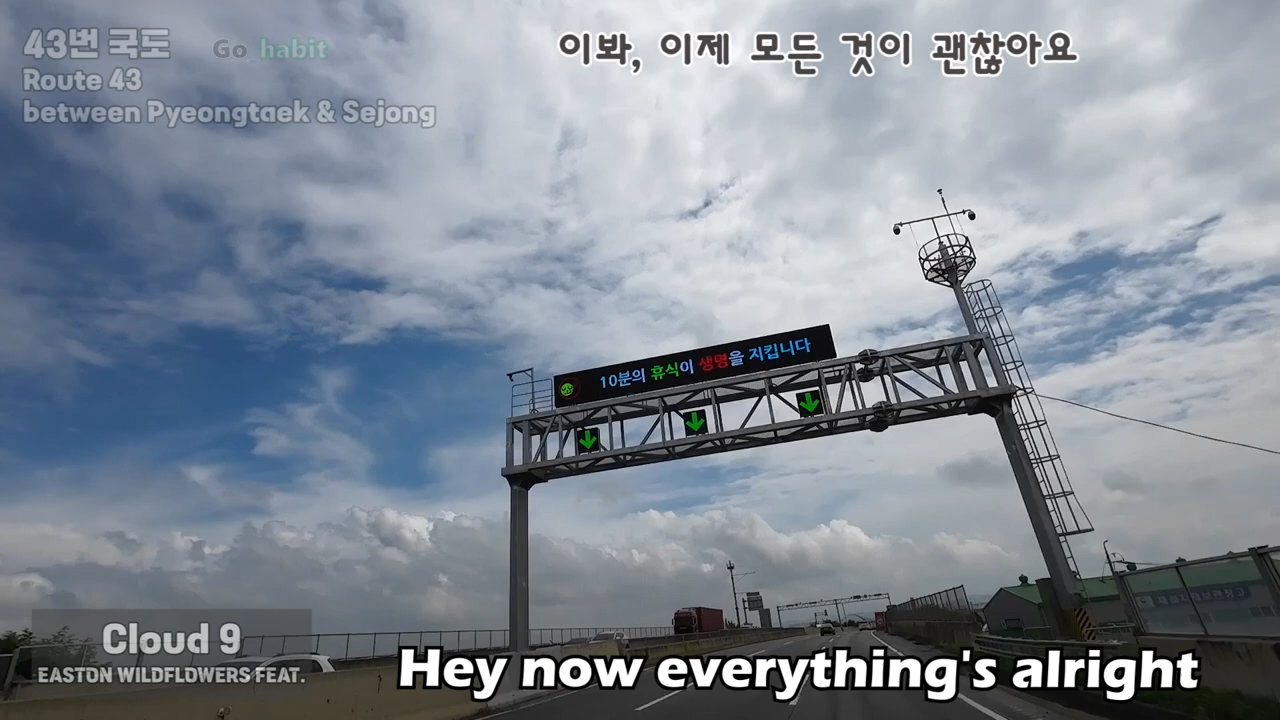 43번 국도
Go habit
Route 43
between Pyeongtaek & Sejong
이봐, 이제 모든 것이 괜찮아요
10분의 휴식이 생명을 지킵니다
Cloud 9
EASTON WILDFLOWERS FEAT.
Hey now everything's alright